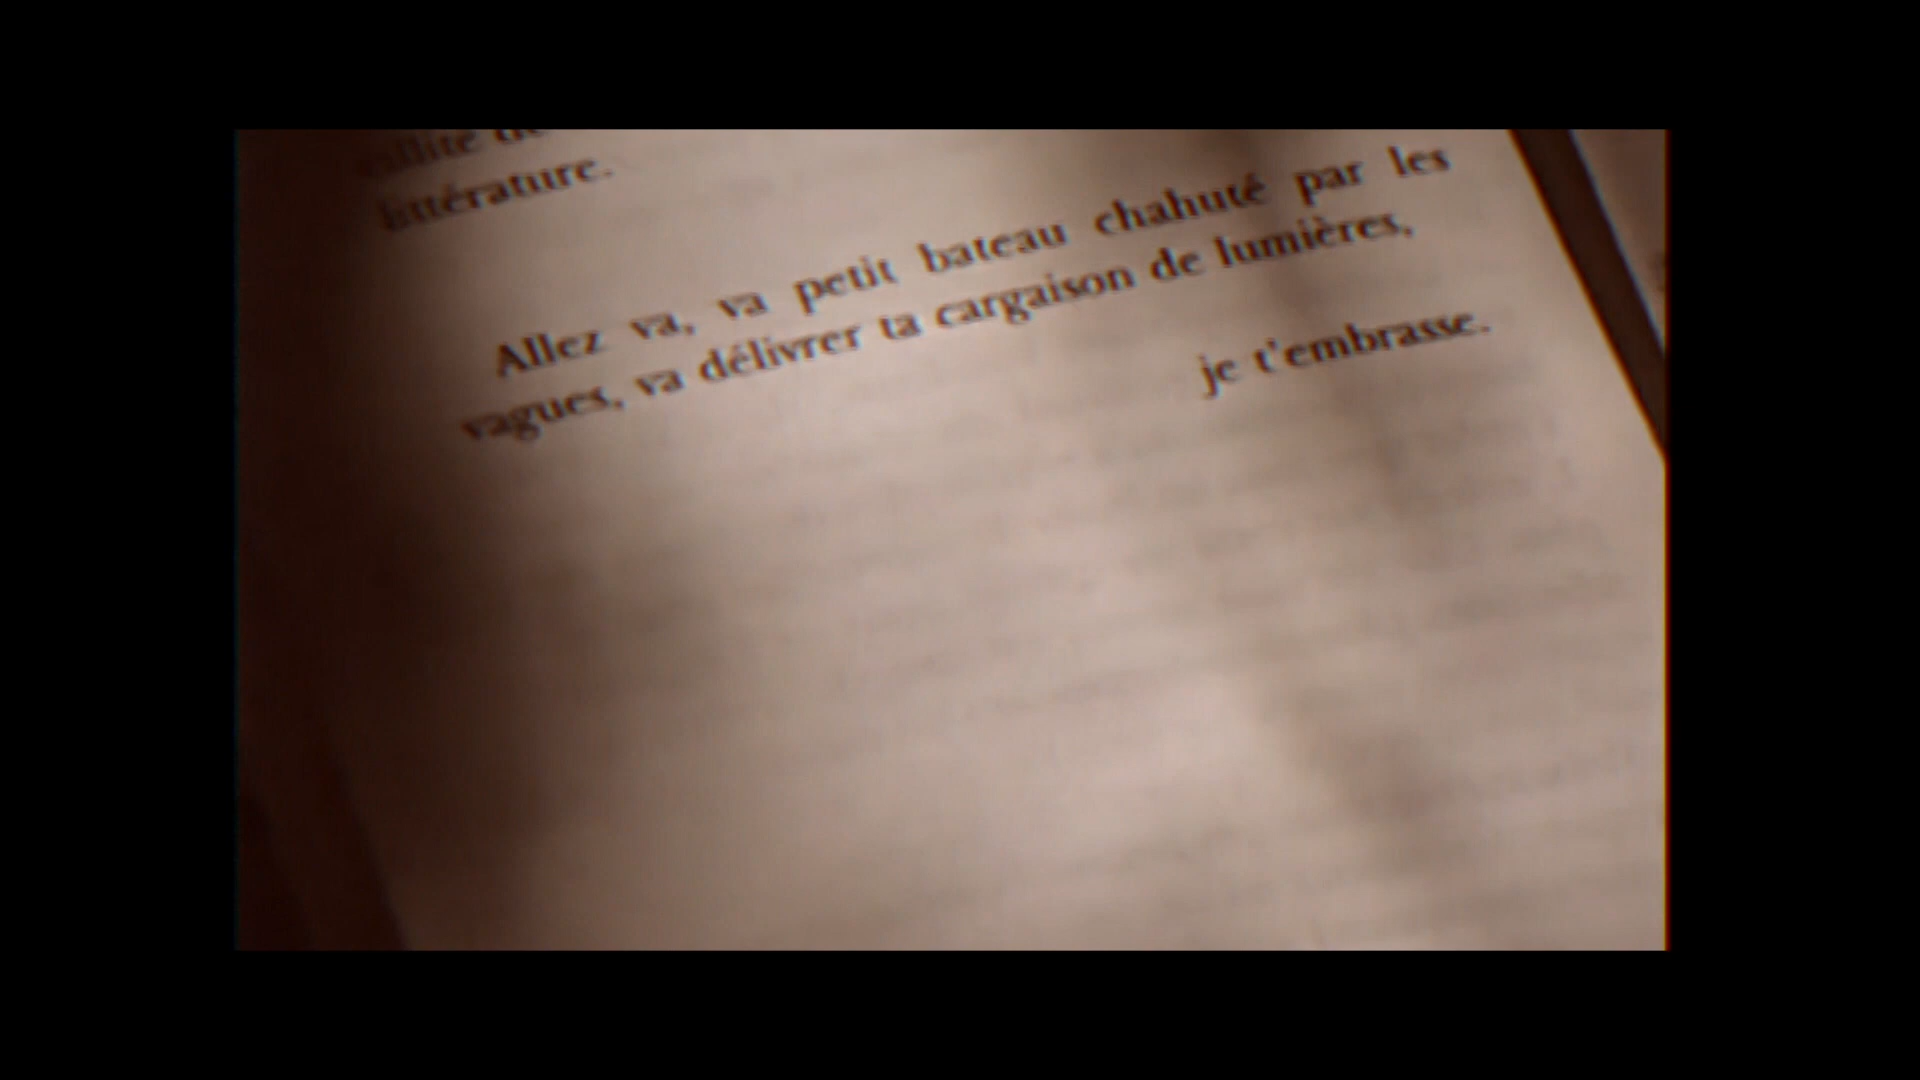 littérature.
Allez va, va petit bateau chahuté par les
vagues, va délivrer ta cargaison de lumières,
je t'embrasse.